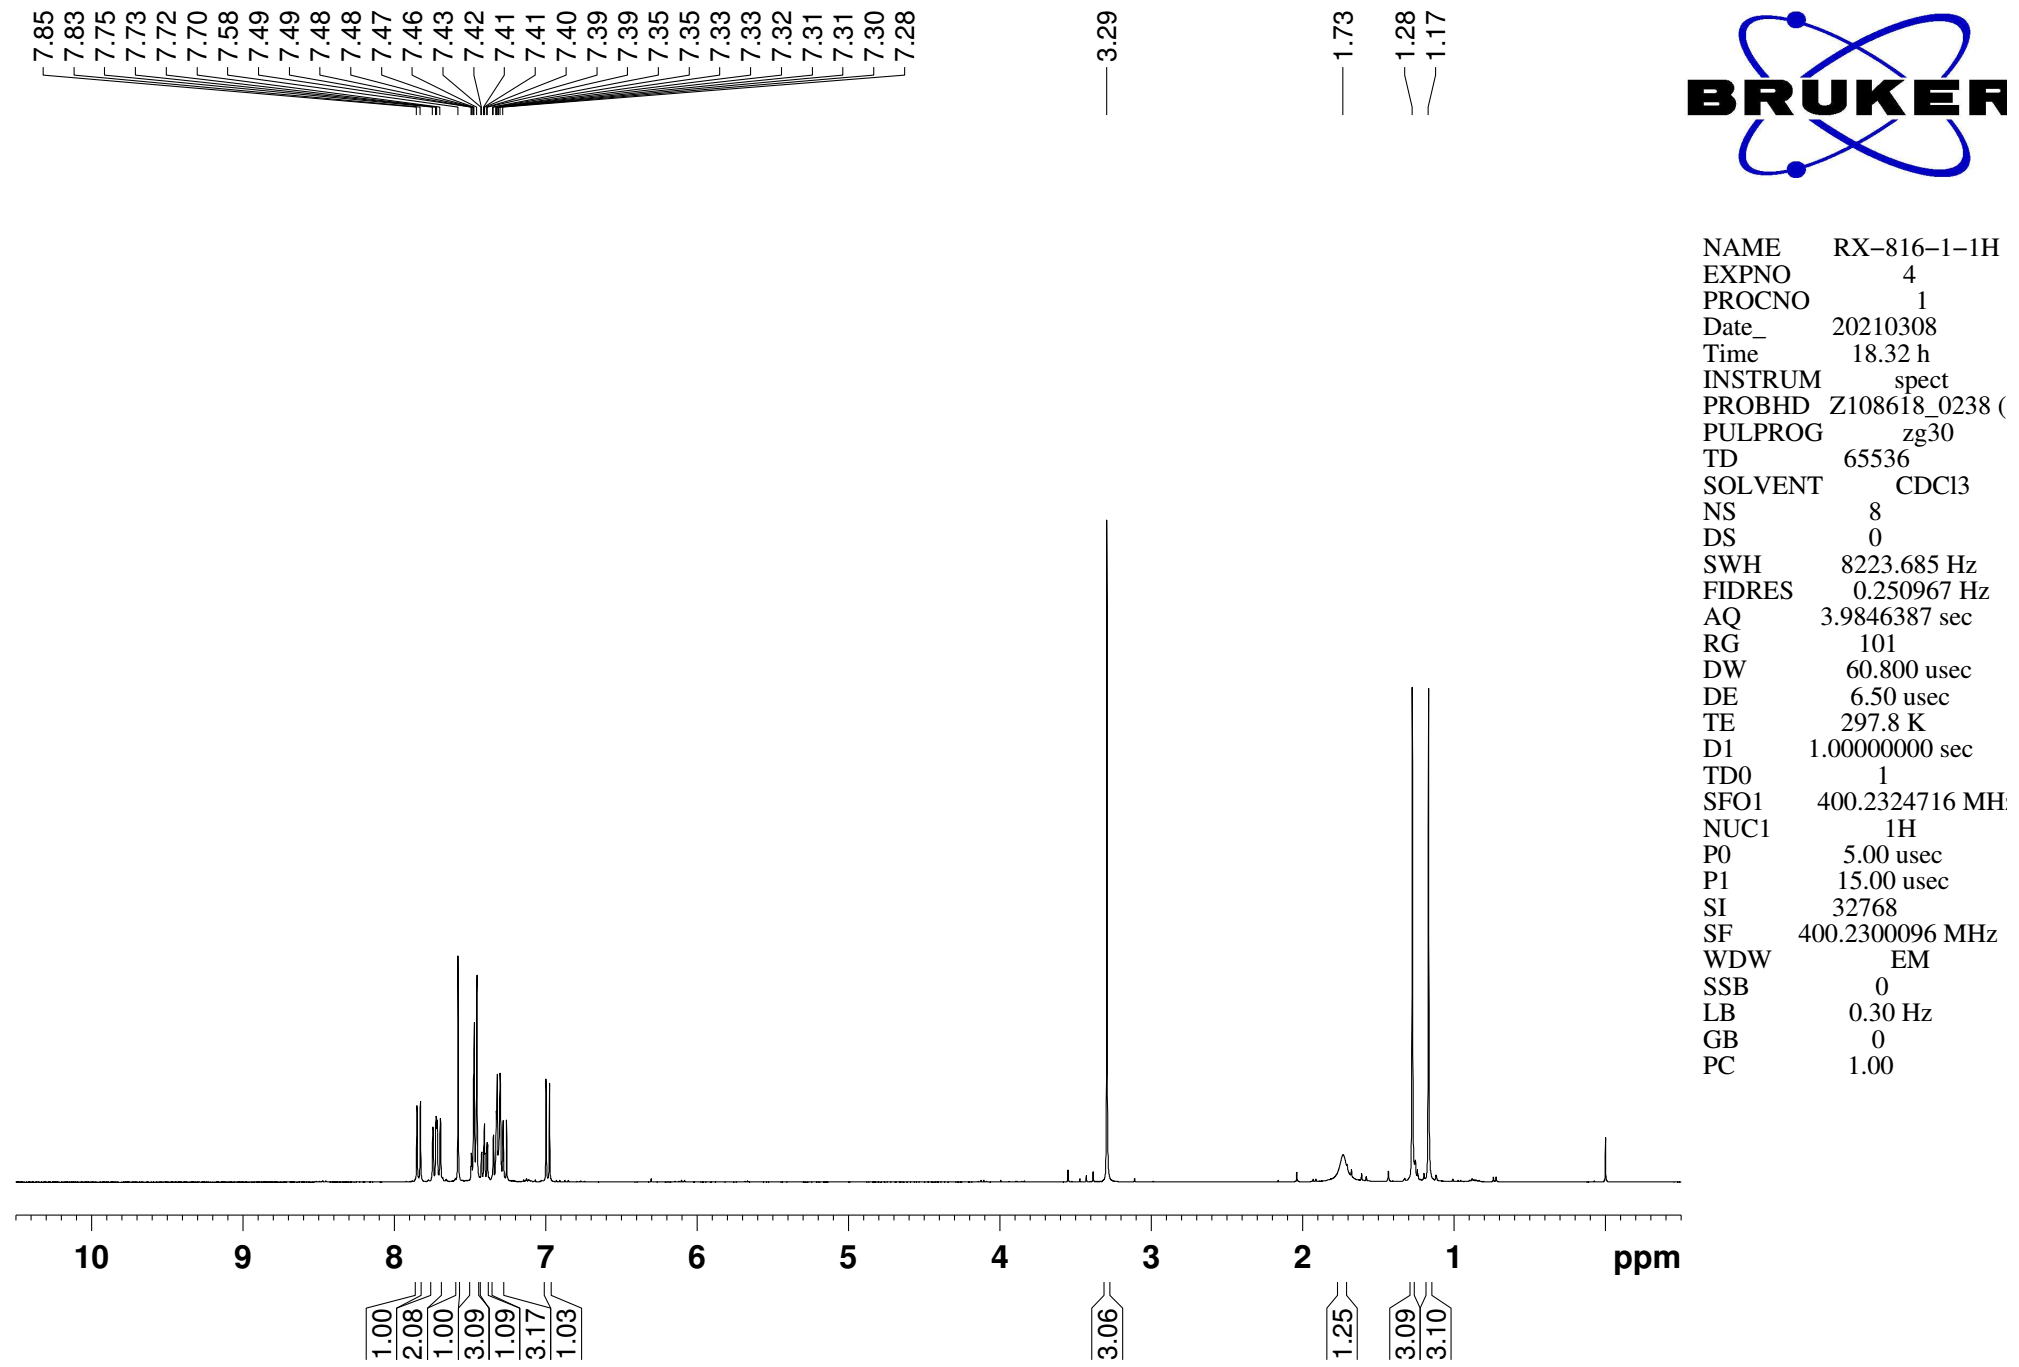 7.85 7.83 7.75 7.73 7.72 7.70 7.58 7.49 7.49 7.48 7.48 7.47 7.46 7.43 7.42 7.41 7.41 7.40 7.39 7.39 7.35 7.35 7.33 7.33 7.32 7.31 7.31 7.30 7.28 3.29 1.73 1.28 1.17
BRUKER
NAME RX−816−1−1H
EXPNO 4
PROCNO 1
Date_ 20210308
Time 18.32 h
INSTRUM spect
PROBHD Z108618_0238 (
PULPROG zg30
TD 65536
SOLVENT CDCl3
NS 8
DS 0
SWH 8223.685 Hz
FIDRES 0.250967 Hz
AQ 3.9846387 sec
RG 101
DW 60.800 usec
DE 6.50 usec
TE 297.8 K
D1 1.00000000 sec
TD0 1
SFO1 400.2324716 MH
NUC1 1H
P0 5.00 usec
P1 15.00 usec
SI 32768
SF 400.2300096 MHz
WDW EM
SSB 0
LB 0.30 Hz
GB 0
PC 1.00
10 9 8 7 6 5 4 3 2 1 ppm
1.00 2.08 1.00 3.09 1.09 3.17 1.03 3.06 1.25 3.09 3.10